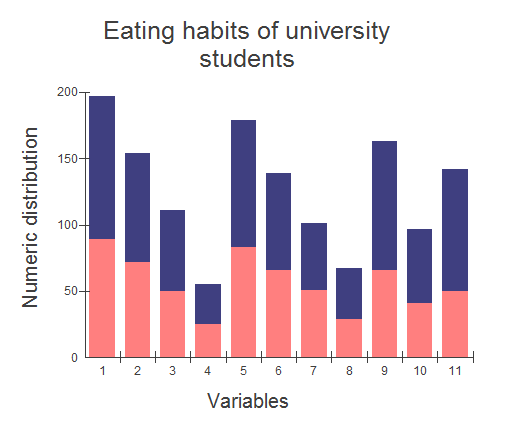 Eating habits of university
students
Numeric distribution
200
150
100
50
0
1 2 3 4 5 6 7 8 9 10 11
Variables